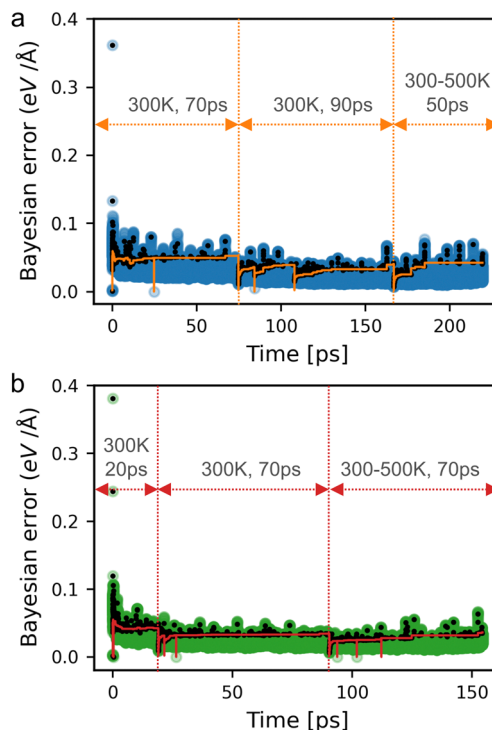 a
0.4
0.3
0.2
0.1
0.0
Bayesian error (eV /Å)
300K, 70ps
300K, 90ps
300-500K
50ps
0 50 100 150 200
Time [ps]
b
0.4
0.3
0.2
0.1
0.0
Bayesian error (eV /Å)
300K
20ps
300K, 70ps
300-500K, 70ps
0 50 100 150
Time [ps]